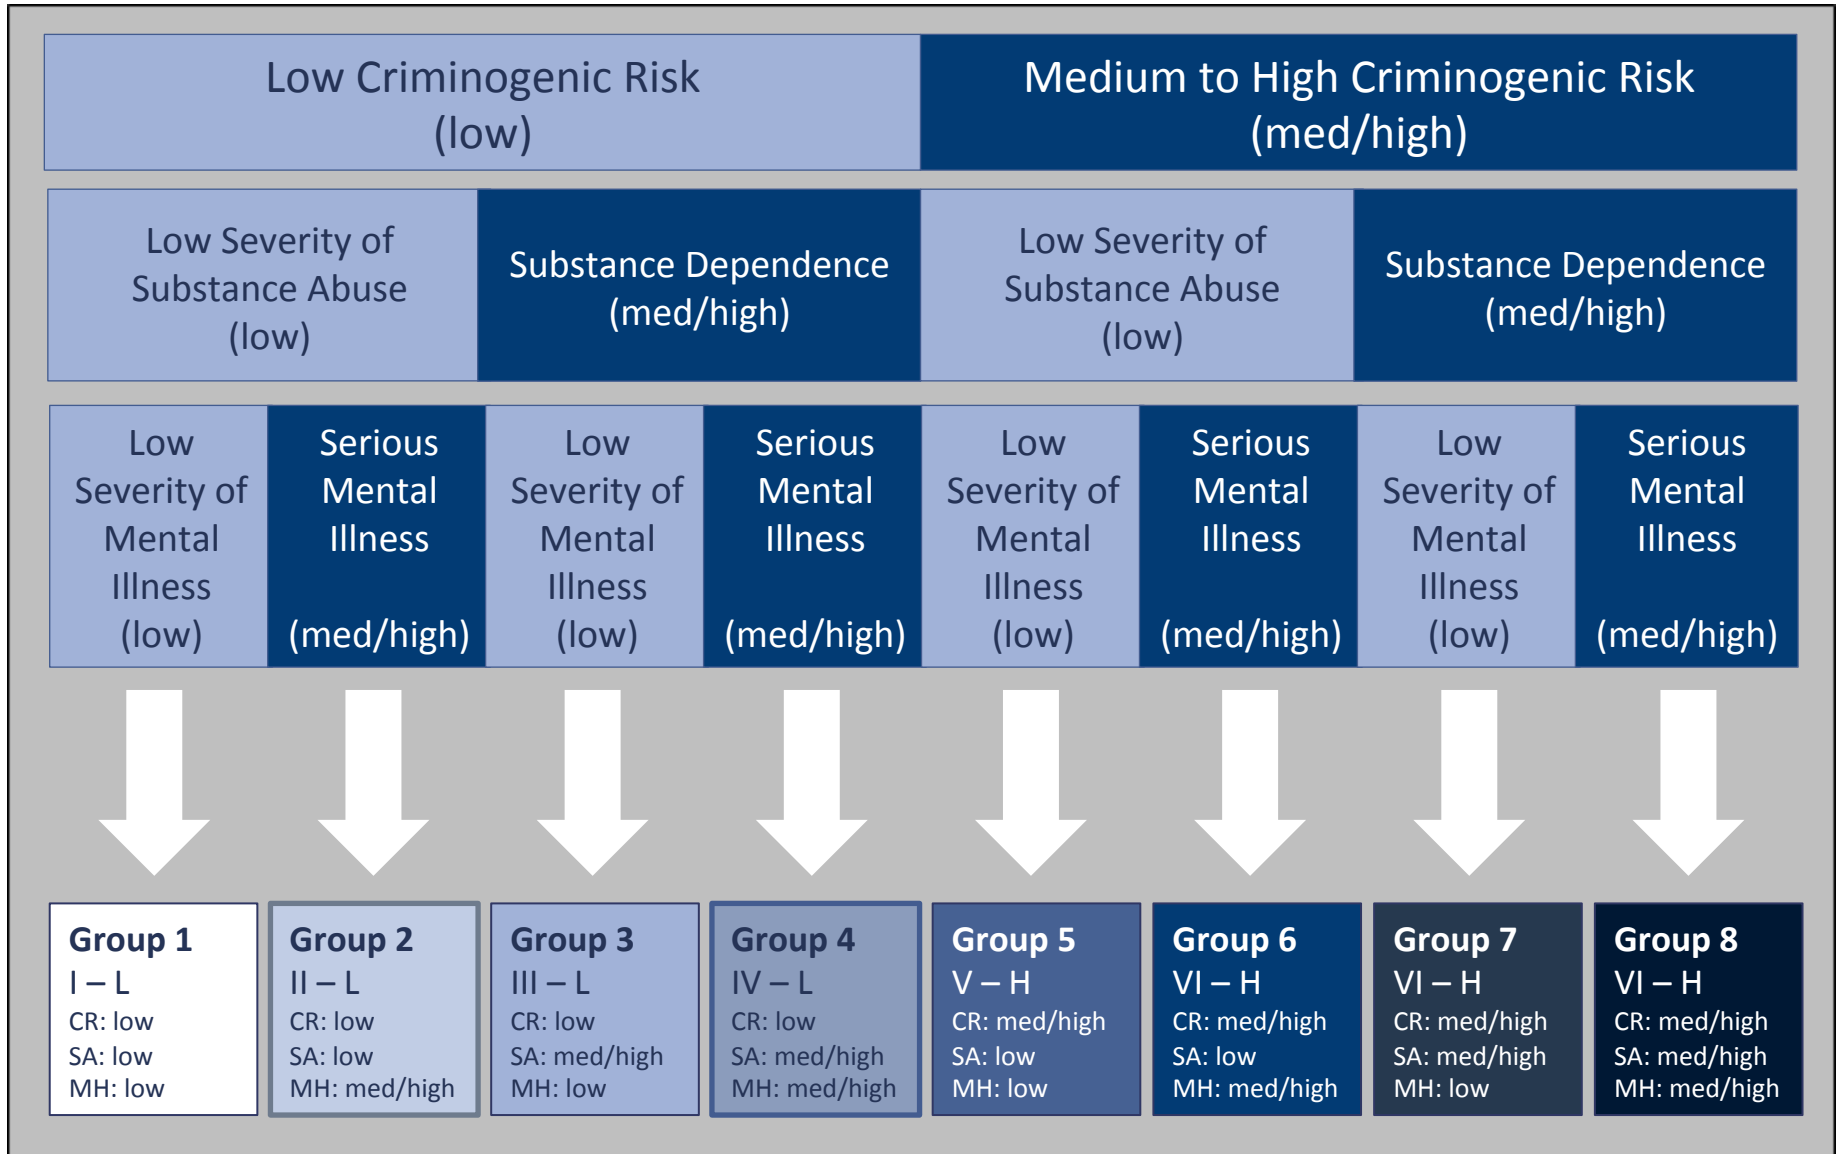 Low Criminogenic Risk
(low)
Medium to High Criminogenic Risk
(med/high)
Low Severity of
Substance Abuse
(low)
Substance Dependence
(med/high)
Low Severity of
Substance Abuse
(low)
Substance Dependence
(med/high)
Low
Severity of
Mental
Illness
(low)
Serious
Mental
Illness
(med/high)
Low
Severity of
Mental
Illness
(low)
Serious
Mental
Illness
(med/high)
Low
Severity of
Mental
Illness
(low)
Serious
Mental
Illness
(med/high)
Low
Severity of
Mental
Illness
(low)
Serious
Mental
Illness
(med/high)
Group 1
I – L
CR: low
SA: low
MH: low
Group 2
II – L
CR: low
SA: low
MH: med/high
Group 3
III – L
CR: low
SA: med/high
MH: low
Group 4
IV – L
CR: low
SA: med/high
MH: med/high
Group 5
V – H
CR: med/high
SA: low
MH: low
Group 6
VI – H
CR: med/high
SA: low
MH: med/high
Group 7
VI – H
CR: med/high
SA: med/high
MH: low
Group 8
VI – H
CR: med/high
SA: med/high
MH: med/high